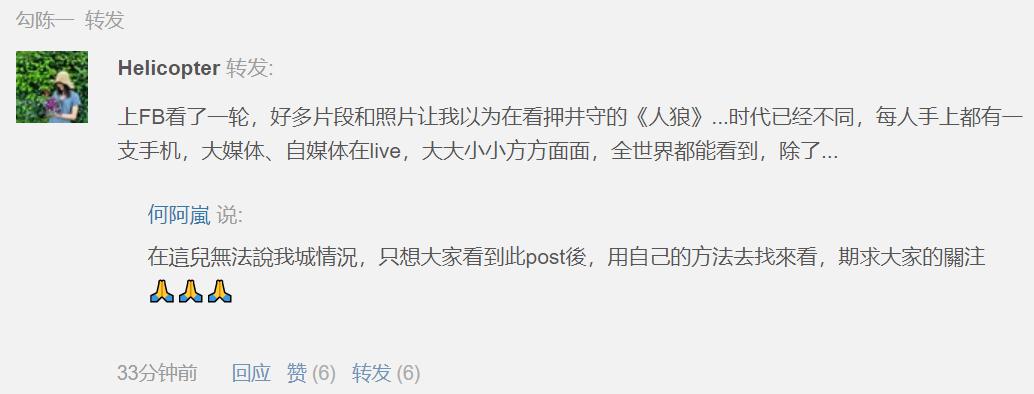 勾陈一 转发
Helicopter 转发:
上FB看了一轮，好多片段和照片让我以为在看押井守的《人狼》...时代已经不同，每人手上都有一
支手机，大媒体、自媒体在live，大大小小方方面面，全世界都能看到，除了...
何阿嵐 说:
在這兒無法說我城情況，只想大家看到此post後，用自己的方法去找來看，期求大家的關注
🙏🙏🙏
33分钟前 回应 赞 (6) 转发 (6)